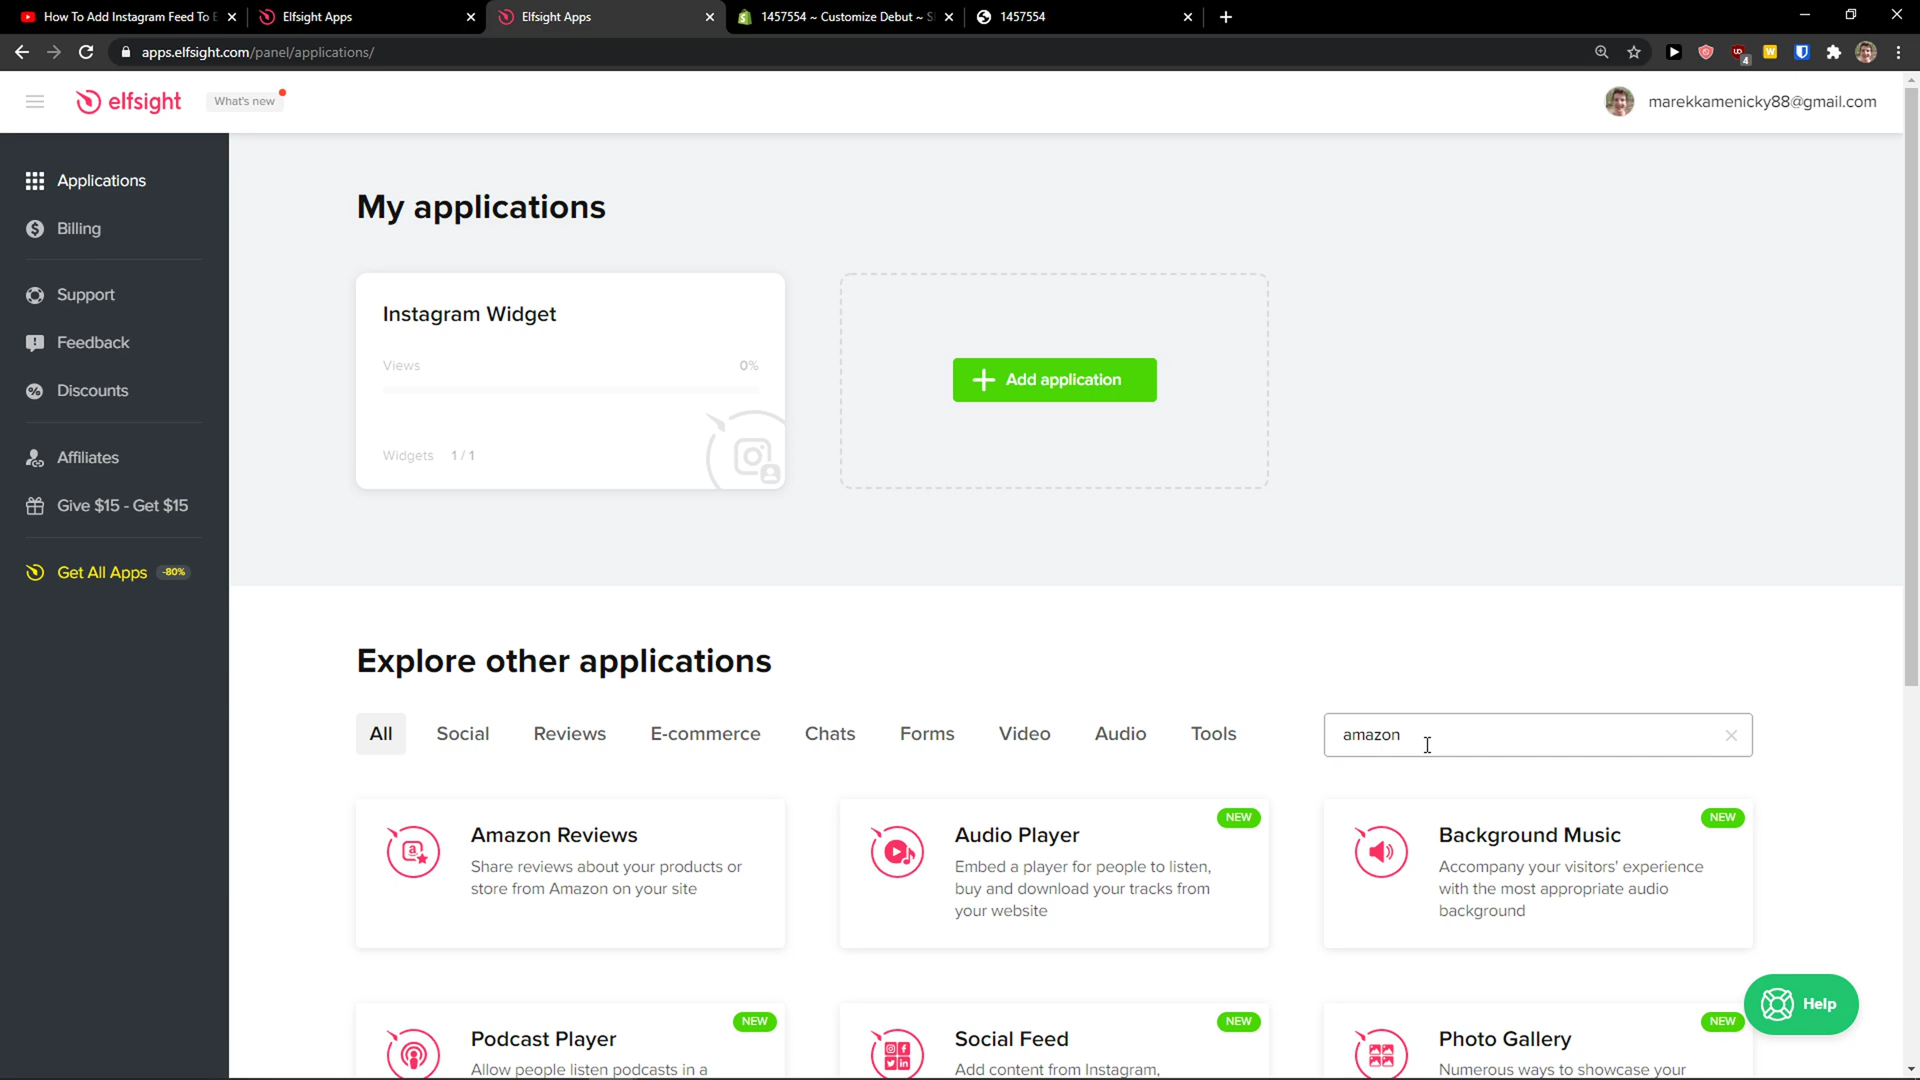 How To Add Instagram Feed To E
Elfsight Apps
Elfsight Apps
1457554 ~ Customize Debut ~ S
1457554
apps.elfsight.com/panel/applications/
4
elfsight
What's new
marekkamenicky88@gmail.com
Applications
Billing
Support
Feedback
Discounts
Affiliates
Give $15 - Get $15
Get All Apps -80%
My applications
Instagram Widget
Views 0%
Widgets 1 / 1
Add application
Explore other applications
All Social Reviews E-commerce Chats Forms Video Audio Tools
amazon
Amazon Reviews
Share reviews about your products or
store from Amazon on your site
NEW
Audio Player
Embed a player for people to listen,
buy and download your tracks from
your website
NEW
Background Music
Accompany your visitors' experience
with the most appropriate audio
background
NEW
Podcast Player
Allow people listen podcasts in a
NEW
Social Feed
Add content from Instagram,
NEW
Photo Gallery
Numerous ways to showcase your
Help